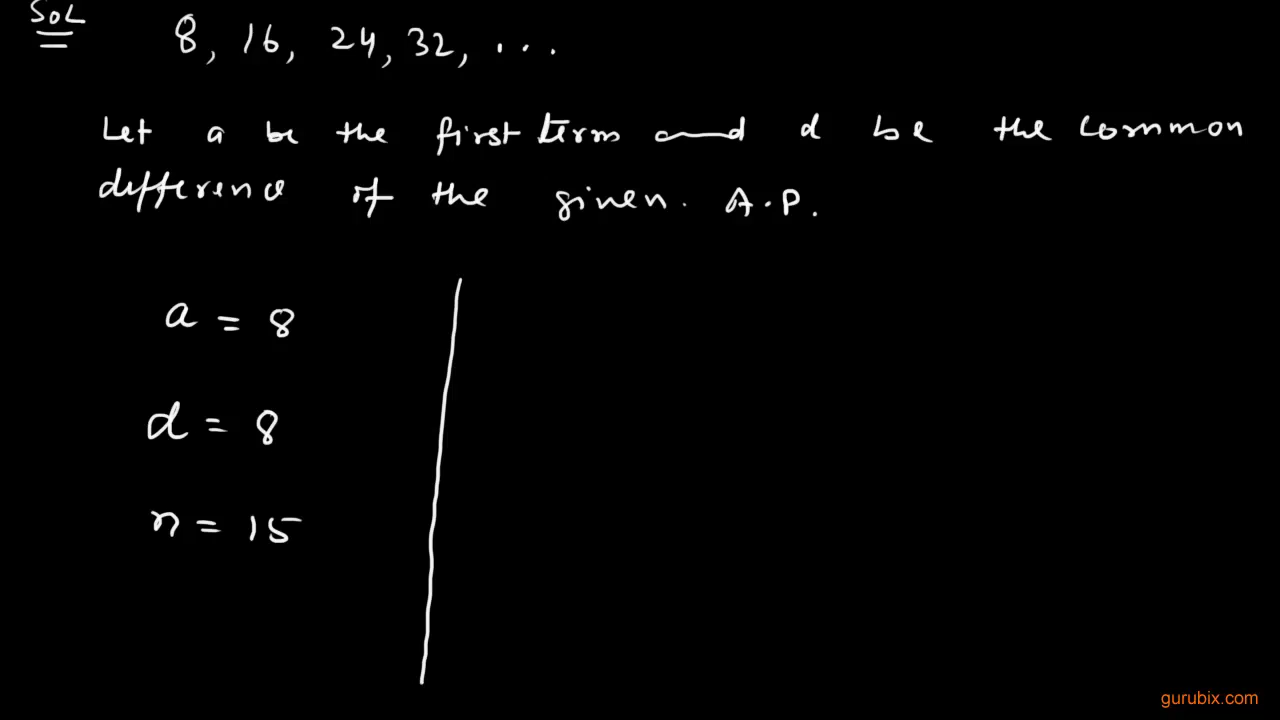 SOL
8, 16, 24, 32, ...
Let a be the first term and d be the common
difference of the given. A.P.
a = 8
d = 8
n = 15
gurubix.com